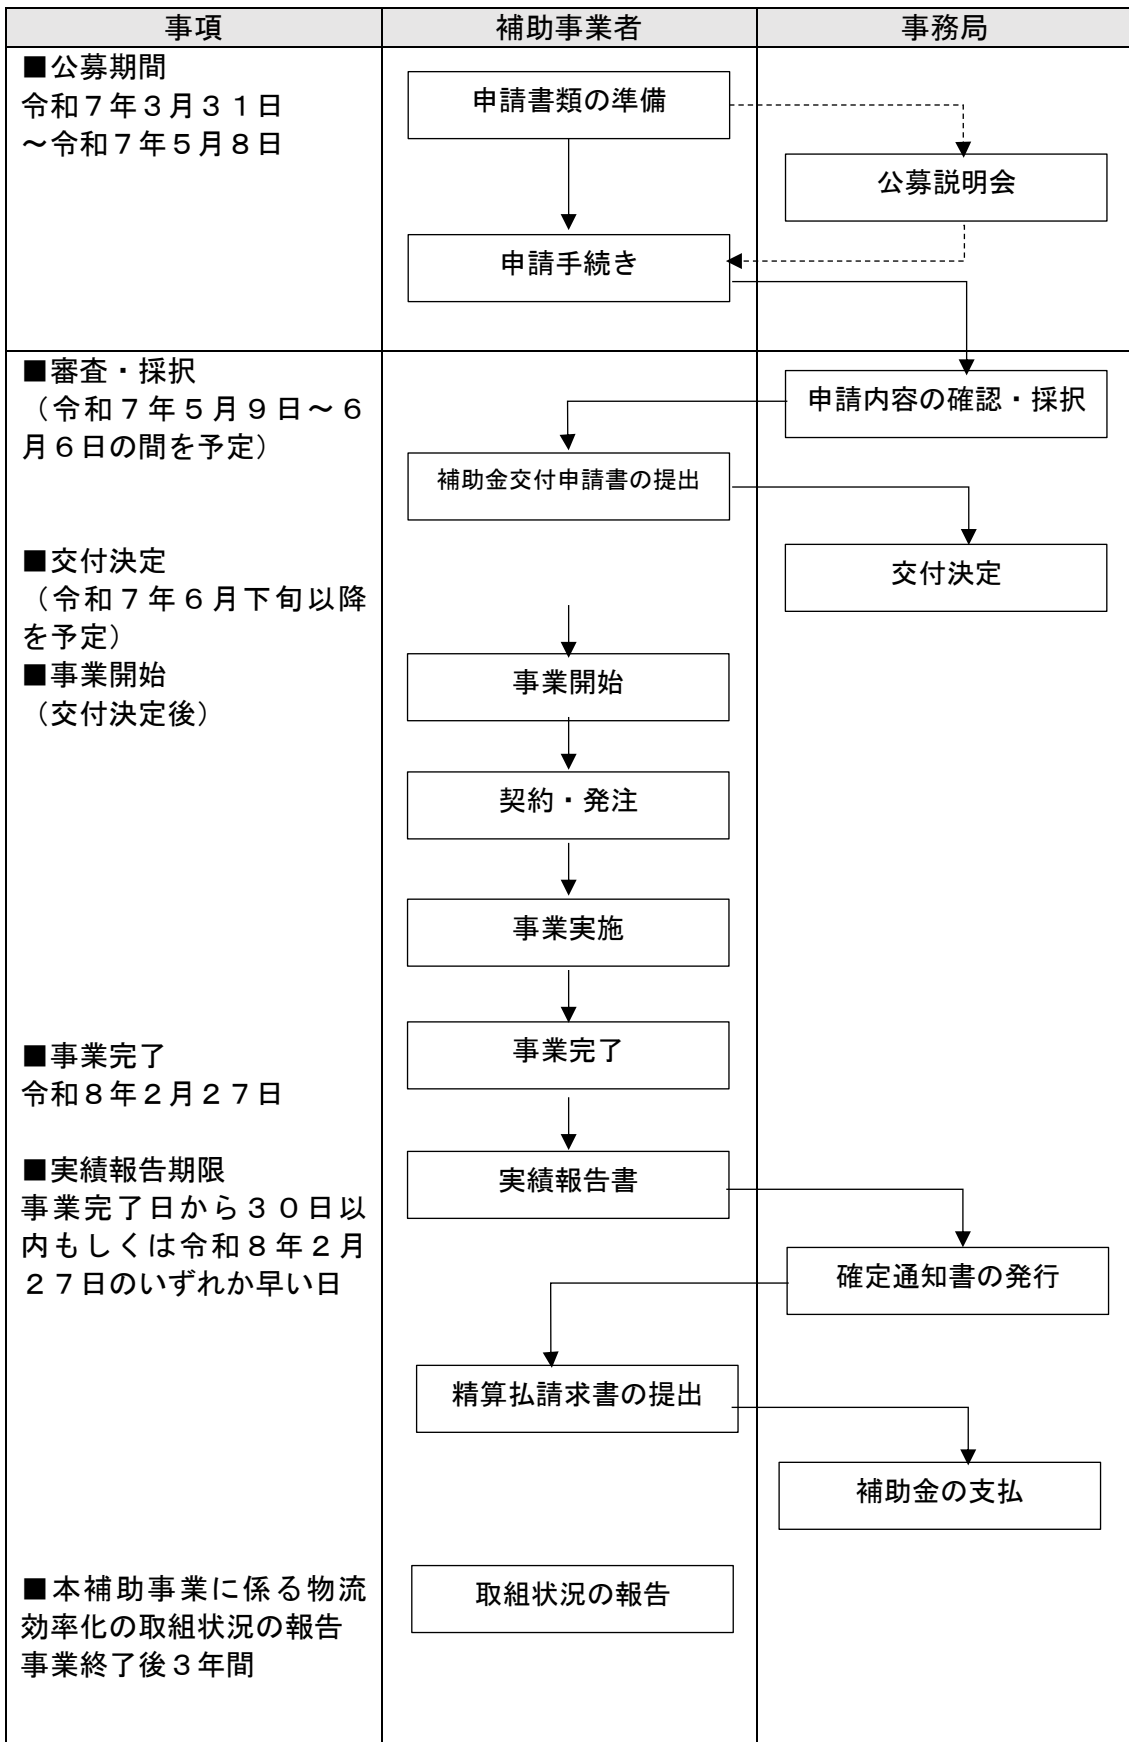 事項
補助事業者
事務局
■公募期間
令和７年３月３１日
～令和７年５月８日
申請書類の準備
公募説明会
申請手続き
■審査・採択
（令和７年５月９日～６
月６日の間を予定）
申請内容の確認・採択
補助金交付申請書の提出
■交付決定
（令和７年６月下旬以降
を予定）
交付決定
■事業開始
（交付決定後）
事業開始
契約・発注
事業実施
事業完了
■事業完了
令和８年２月２７日
■実績報告期限
事業完了日から３０日以
内もしくは令和８年２月
２７日のいずれか早い日
実績報告書
確定通知書の発行
精算払請求書の提出
補助金の支払
■本補助事業に係る物流
効率化の取組状況の報告
事業終了後３年間
取組状況の報告